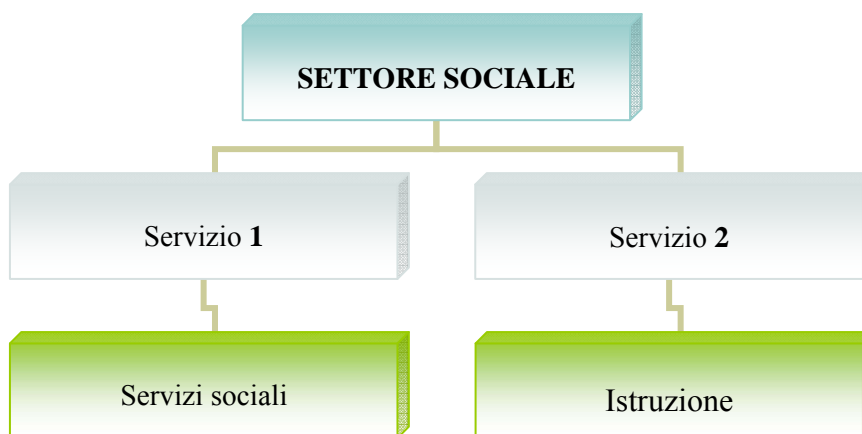 SETTORE SOCIALE
Servizio 1
Servizio 2
Servizi sociali
Istruzione